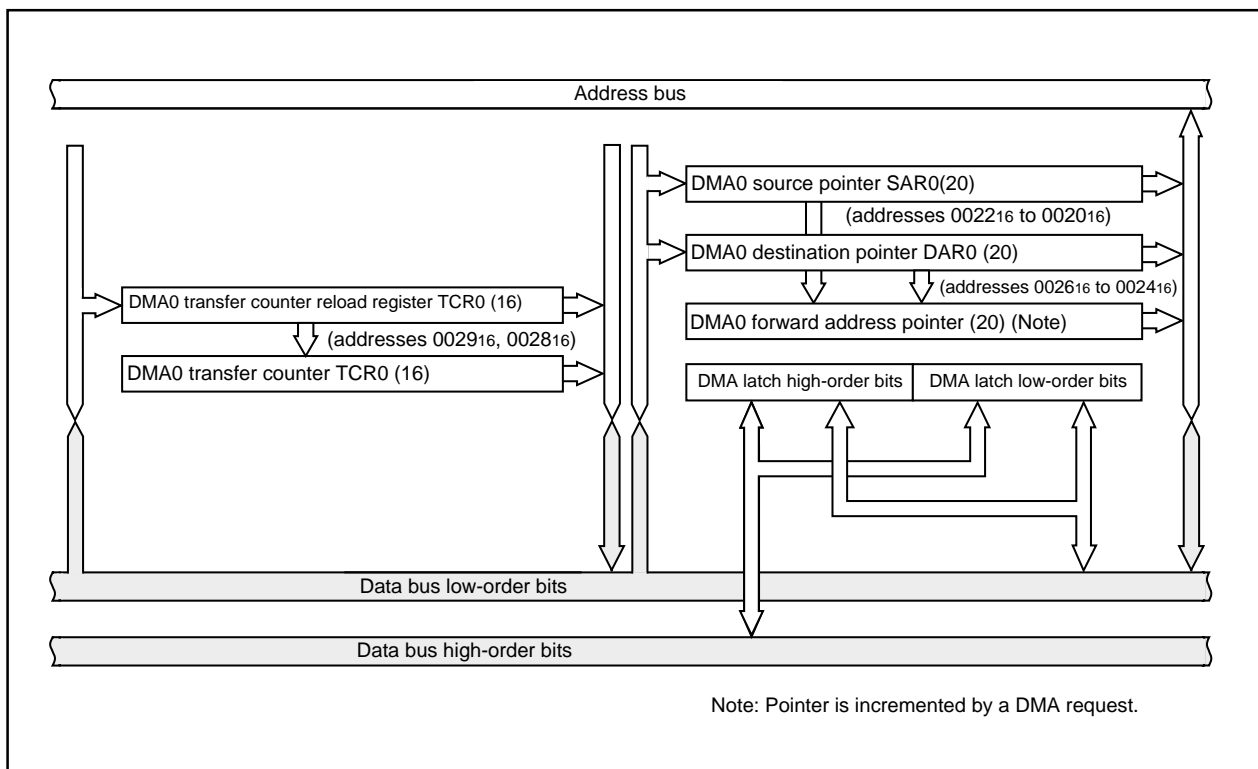 Address bus
DMA0 source pointer SAR0(20)
(addresses 002216 to 002016)
DMA0 destination pointer DAR0 (20)
(addresses 002616 to 002416)
DMA0 transfer counter reload register TCR0 (16)
(addresses 002916, 002816)
DMA0 forward address pointer (20) (Note)
DMA0 transfer counter TCR0 (16)
DMA latch high-order bits
DMA latch low-order bits
Data bus low-order bits
Data bus high-order bits
Note: Pointer is incremented by a DMA request.